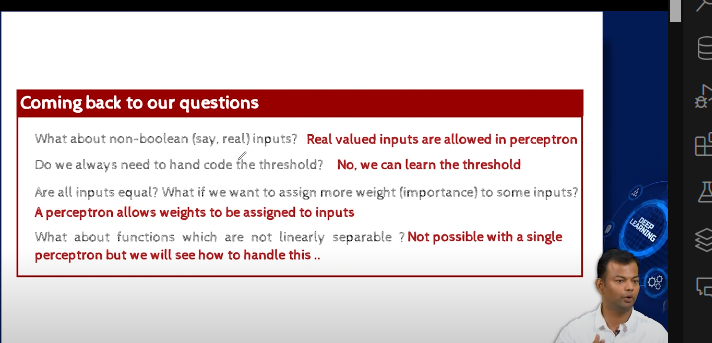 Coming back to our questions
What about non-boolean (say, real) inputs? Real valued inputs are allowed in perceptron
Do we always need to hand code the threshold? No, we can learn the threshold
Are all inputs equal? What if we want to assign more weight (importance) to some inputs?
A perceptron allows weights to be assigned to inputs
What about functions which are not linearly separable ? Not possible with a single
perceptron but we will see how to handle this ..
DEEP
LEARNING